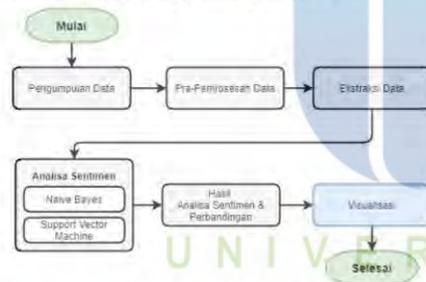 Mulai
Pengumpulan Data
Pra-Pemrosesan Data
Ekstraksi Data
Analisa Sentimen
Naive Bayes
Support Vector
Machine
Hasil
Analisa Sentimen &
Perbandingan
Visualisasi
UNIVER
Selesai